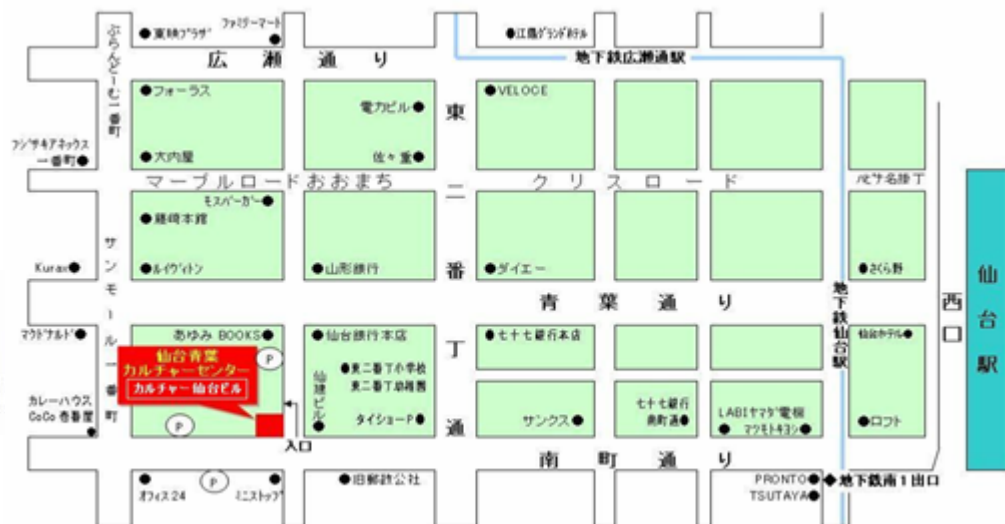 東映プラザ
ファミリーマート
江陽グランドホテル
広瀬通り
地下鉄広瀬通駅
ぶらんどーむ一番町
フォーラス
電力ビル
VELOCE
フジサキアネックス
一番町
大内屋
佐々重
マーブルロードおおまち
クリスロード
ハピナ名掛丁
モスバーガー
藤崎本館
Kurax
ルイヴィトン
山形銀行
ダイエー
さくら野
サンモール一番町
東二番丁通
青葉通り
地下鉄仙台駅
西口
仙台駅
マクドナルド
あゆみ BOOKS
仙台銀行本店
七十七銀行本店
仙台ホテル
P
仙台青葉
カルチャーセンター
カルチャー仙台ビル
仙建ビル
東二番丁小学校
東二番丁幼稚園
カレーハウス
CoCo 壱番屋
P
タイショーP
サンクス
七十七銀行
南町通
LABIヤマダ電機
マツモトキヨシ
ロフト
入口
南町通り
オフィス24
P
ミニストップ
旧郵政公社
PRONTO
TSUTAYA
地下鉄南1出口